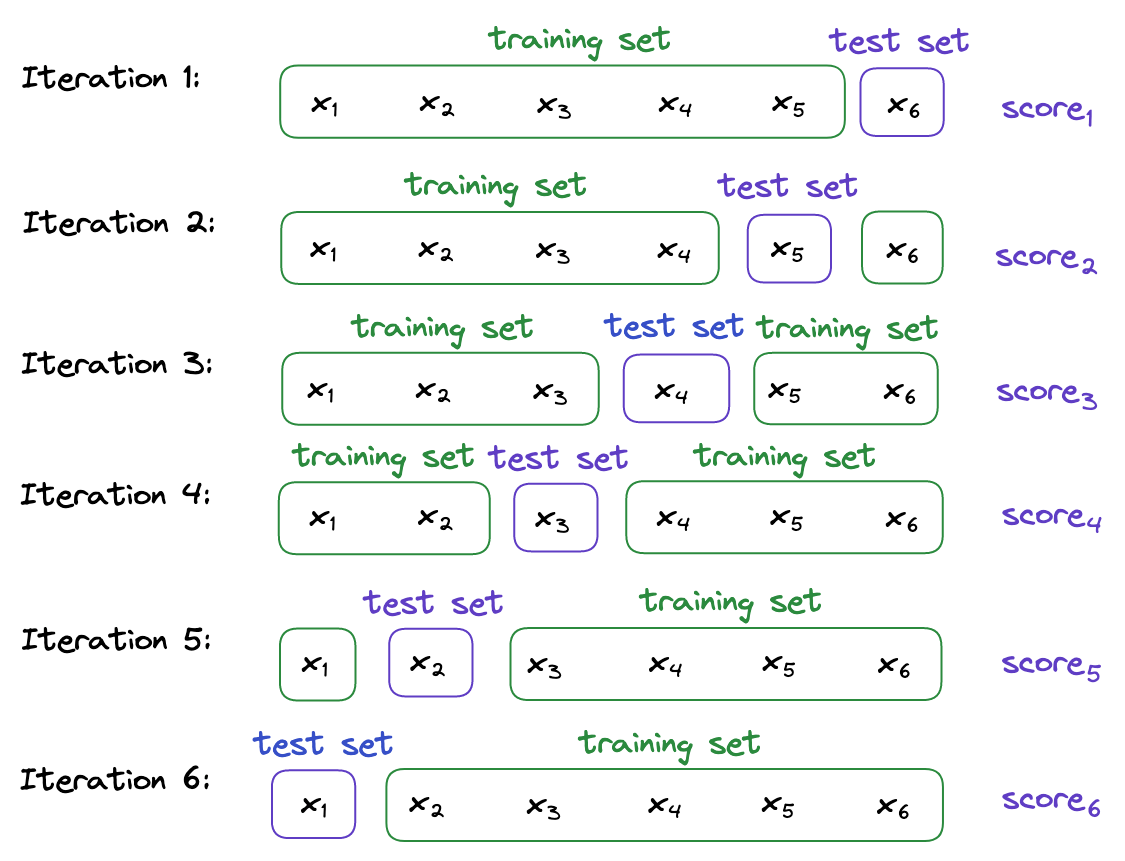 training set test set
Iteration 1: x₁ x₂ x₃ x₄ x₅ x₆ score₁
training set test set
Iteration 2: x₁ x₂ x₃ x₄ x₅ x₆ score₂
training set test set training set
Iteration 3: x₁ x₂ x₃ x₄ x₅ x₆ score₃
training set test set training set
Iteration 4: x₁ x₂ x₃ x₄ x₅ x₆ score₄
test set training set
Iteration 5: x₁ x₂ x₃ x₄ x₅ x₆ score₅
test set training set
Iteration 6: x₁ x₂ x₃ x₄ x₅ x₆ score₆